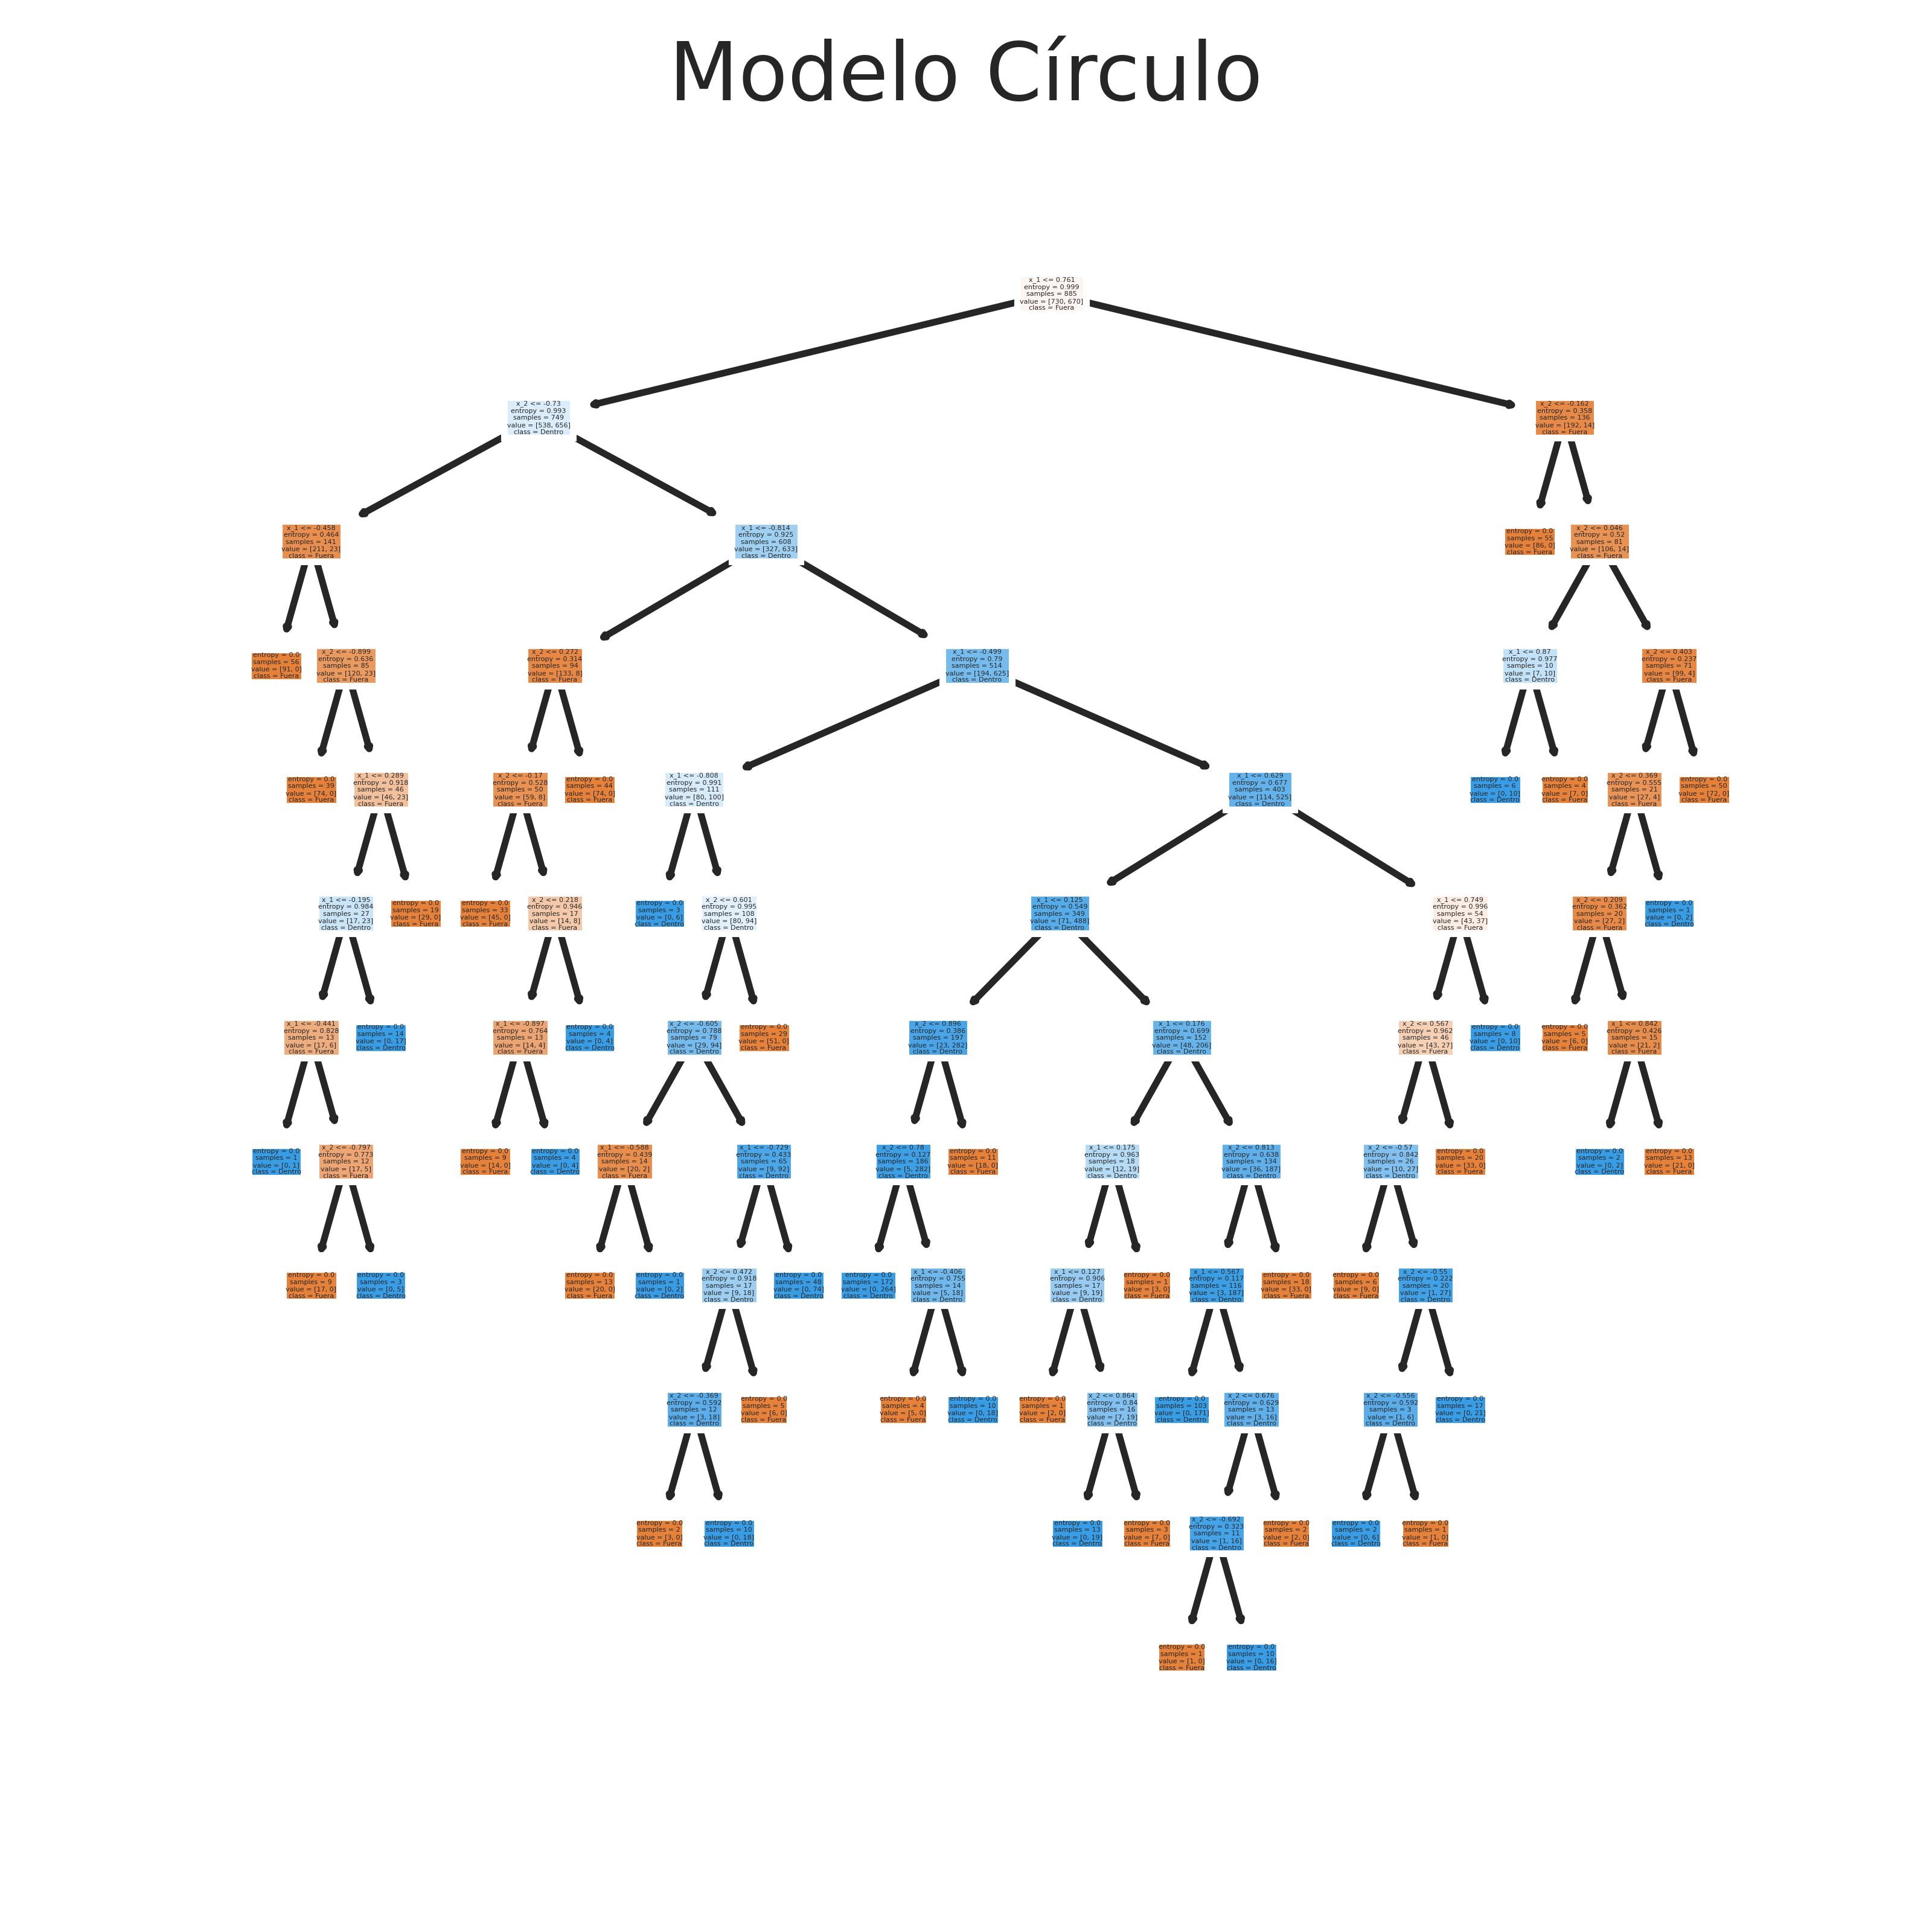 Modelo Círculo
x_1 <= 0.761
entropy = 0.999
samples = 885
value = [730, 670]
class = Fuera
x_2 <= -0.73
entropy = 0.993
samples = 749
value = [538, 656]
class = Dentro
x_2 <= -0.162
entropy = 0.358
samples = 136
value = [192, 14]
class = Fuera
x_1 <= -0.458
entropy = 0.464
samples = 141
value = [211, 23]
class = Fuera
x_1 <= -0.814
entropy = 0.925
samples = 608
value = [327, 633]
class = Dentro
entropy = 0.0
samples = 55
value = [86, 0]
class = Fuera
x_2 <= 0.046
entropy = 0.52
samples = 81
value = [106, 14]
class = Fuera
entropy = 0.0
samples = 56
value = [91, 0]
class = Fuera
x_2 <= -0.899
entropy = 0.636
samples = 85
value = [120, 23]
class = Fuera
x_2 <= 0.272
entropy = 0.314
samples = 94
value = [133, 8]
class = Fuera
x_1 <= -0.499
entropy = 0.79
samples = 514
value = [194, 625]
class = Dentro
x_1 <= 0.87
entropy = 0.977
samples = 10
value = [7, 10]
class = Dentro
x_2 <= 0.403
entropy = 0.237
samples = 71
value = [99, 4]
class = Fuera
entropy = 0.0
samples = 39
value = [74, 0]
class = Fuera
x_1 <= 0.289
entropy = 0.918
samples = 46
value = [46, 23]
class = Fuera
x_2 <= -0.17
entropy = 0.528
samples = 50
value = [59, 8]
class = Fuera
entropy = 0.0
samples = 44
value = [74, 0]
class = Fuera
x_1 <= -0.808
entropy = 0.991
samples = 111
value = [80, 100]
class = Dentro
x_1 <= 0.629
entropy = 0.677
samples = 403
value = [114, 525]
class = Dentro
entropy = 0.0
samples = 6
value = [0, 10]
class = Dentro
entropy = 0.0
samples = 4
value = [7, 0]
class = Fuera
x_2 <= 0.369
entropy = 0.555
samples = 21
value = [27, 4]
class = Fuera
entropy = 0.0
samples = 50
value = [72, 0]
class = Fuera
x_1 <= -0.195
entropy = 0.984
samples = 27
value = [17, 23]
class = Dentro
entropy = 0.0
samples = 19
value = [29, 0]
class = Fuera
entropy = 0.0
samples = 33
value = [45, 0]
class = Fuera
x_2 <= 0.218
entropy = 0.946
samples = 17
value = [14, 8]
class = Fuera
entropy = 0.0
samples = 3
value = [0, 6]
class = Dentro
x_2 <= 0.601
entropy = 0.995
samples = 108
value = [80, 94]
class = Dentro
x_1 <= 0.125
entropy = 0.549
samples = 349
value = [71, 488]
class = Dentro
x_1 <= 0.749
entropy = 0.996
samples = 54
value = [43, 37]
class = Fuera
x_2 <= 0.209
entropy = 0.362
samples = 20
value = [27, 2]
class = Fuera
entropy = 0.0
samples = 1
value = [0, 2]
class = Dentro
x_1 <= -0.441
entropy = 0.828
samples = 13
value = [17, 6]
class = Fuera
entropy = 0.0
samples = 14
value = [0, 17]
class = Dentro
x_1 <= -0.897
entropy = 0.764
samples = 13
value = [14, 4]
class = Fuera
entropy = 0.0
samples = 4
value = [0, 4]
class = Dentro
x_2 <= -0.605
entropy = 0.788
samples = 79
value = [29, 94]
class = Dentro
entropy = 0.0
samples = 29
value = [51, 0]
class = Fuera
x_2 <= 0.896
entropy = 0.386
samples = 197
value = [23, 282]
class = Dentro
x_1 <= 0.176
entropy = 0.699
samples = 152
value = [48, 206]
class = Dentro
x_2 <= 0.567
entropy = 0.962
samples = 46
value = [43, 27]
class = Fuera
entropy = 0.0
samples = 8
value = [0, 10]
class = Dentro
entropy = 0.0
samples = 5
value = [6, 0]
class = Fuera
x_1 <= 0.842
entropy = 0.426
samples = 15
value = [21, 2]
class = Fuera
entropy = 0.0
samples = 1
value = [0, 1]
class = Dentro
x_2 <= -0.797
entropy = 0.773
samples = 12
value = [17, 5]
class = Fuera
entropy = 0.0
samples = 9
value = [14, 0]
class = Fuera
entropy = 0.0
samples = 4
value = [0, 4]
class = Dentro
x_1 <= -0.588
entropy = 0.439
samples = 14
value = [20, 2]
class = Fuera
x_1 <= -0.729
entropy = 0.433
samples = 65
value = [9, 92]
class = Dentro
x_2 <= 0.78
entropy = 0.127
samples = 186
value = [5, 282]
class = Dentro
entropy = 0.0
samples = 11
value = [18, 0]
class = Fuera
x_1 <= 0.175
entropy = 0.963
samples = 18
value = [12, 19]
class = Dentro
x_2 <= 0.813
entropy = 0.638
samples = 134
value = [36, 187]
class = Dentro
x_2 <= -0.57
entropy = 0.842
samples = 26
value = [10, 27]
class = Dentro
entropy = 0.0
samples = 20
value = [33, 0]
class = Fuera
entropy = 0.0
samples = 2
value = [0, 2]
class = Dentro
entropy = 0.0
samples = 13
value = [21, 0]
class = Fuera
entropy = 0.0
samples = 9
value = [17, 0]
class = Fuera
entropy = 0.0
samples = 3
value = [0, 5]
class = Dentro
entropy = 0.0
samples = 13
value = [20, 0]
class = Fuera
entropy = 0.0
samples = 1
value = [0, 2]
class = Dentro
x_2 <= 0.472
entropy = 0.918
samples = 17
value = [9, 18]
class = Dentro
entropy = 0.0
samples = 48
value = [0, 74]
class = Dentro
entropy = 0.0
samples = 172
value = [0, 264]
class = Dentro
x_1 <= -0.406
entropy = 0.755
samples = 14
value = [5, 18]
class = Dentro
x_2 <= 0.127
entropy = 0.906
samples = 17
value = [9, 19]
class = Dentro
entropy = 0.0
samples = 1
value = [3, 0]
class = Fuera
x_1 <= 0.567
entropy = 0.117
samples = 116
value = [3, 187]
class = Dentro
entropy = 0.0
samples = 18
value = [33, 0]
class = Fuera
entropy = 0.0
samples = 6
value = [9, 0]
class = Fuera
x_2 <= -0.55
entropy = 0.222
samples = 20
value = [1, 27]
class = Dentro
x_2 <= -0.369
entropy = 0.592
samples = 12
value = [3, 18]
class = Dentro
entropy = 0.0
samples = 5
value = [6, 0]
class = Fuera
entropy = 0.0
samples = 4
value = [5, 0]
class = Fuera
entropy = 0.0
samples = 10
value = [0, 18]
class = Dentro
entropy = 0.0
samples = 1
value = [2, 0]
class = Fuera
x_2 <= 0.864
entropy = 0.84
samples = 16
value = [7, 19]
class = Dentro
entropy = 0.0
samples = 103
value = [0, 171]
class = Dentro
x_2 <= 0.676
entropy = 0.629
samples = 13
value = [3, 16]
class = Dentro
x_2 <= -0.556
entropy = 0.592
samples = 3
value = [1, 6]
class = Dentro
entropy = 0.0
samples = 17
value = [0, 21]
class = Dentro
entropy = 0.0
samples = 2
value = [3, 0]
class = Fuera
entropy = 0.0
samples = 10
value = [0, 18]
class = Dentro
entropy = 0.0
samples = 13
value = [0, 19]
class = Dentro
entropy = 0.0
samples = 3
value = [7, 0]
class = Fuera
x_2 <= -0.692
entropy = 0.323
samples = 11
value = [1, 16]
class = Dentro
entropy = 0.0
samples = 2
value = [2, 0]
class = Fuera
entropy = 0.0
samples = 2
value = [0, 6]
class = Dentro
entropy = 0.0
samples = 1
value = [1, 0]
class = Fuera
entropy = 0.0
samples = 1
value = [1, 0]
class = Fuera
entropy = 0.0
samples = 10
value = [0, 16]
class = Dentro